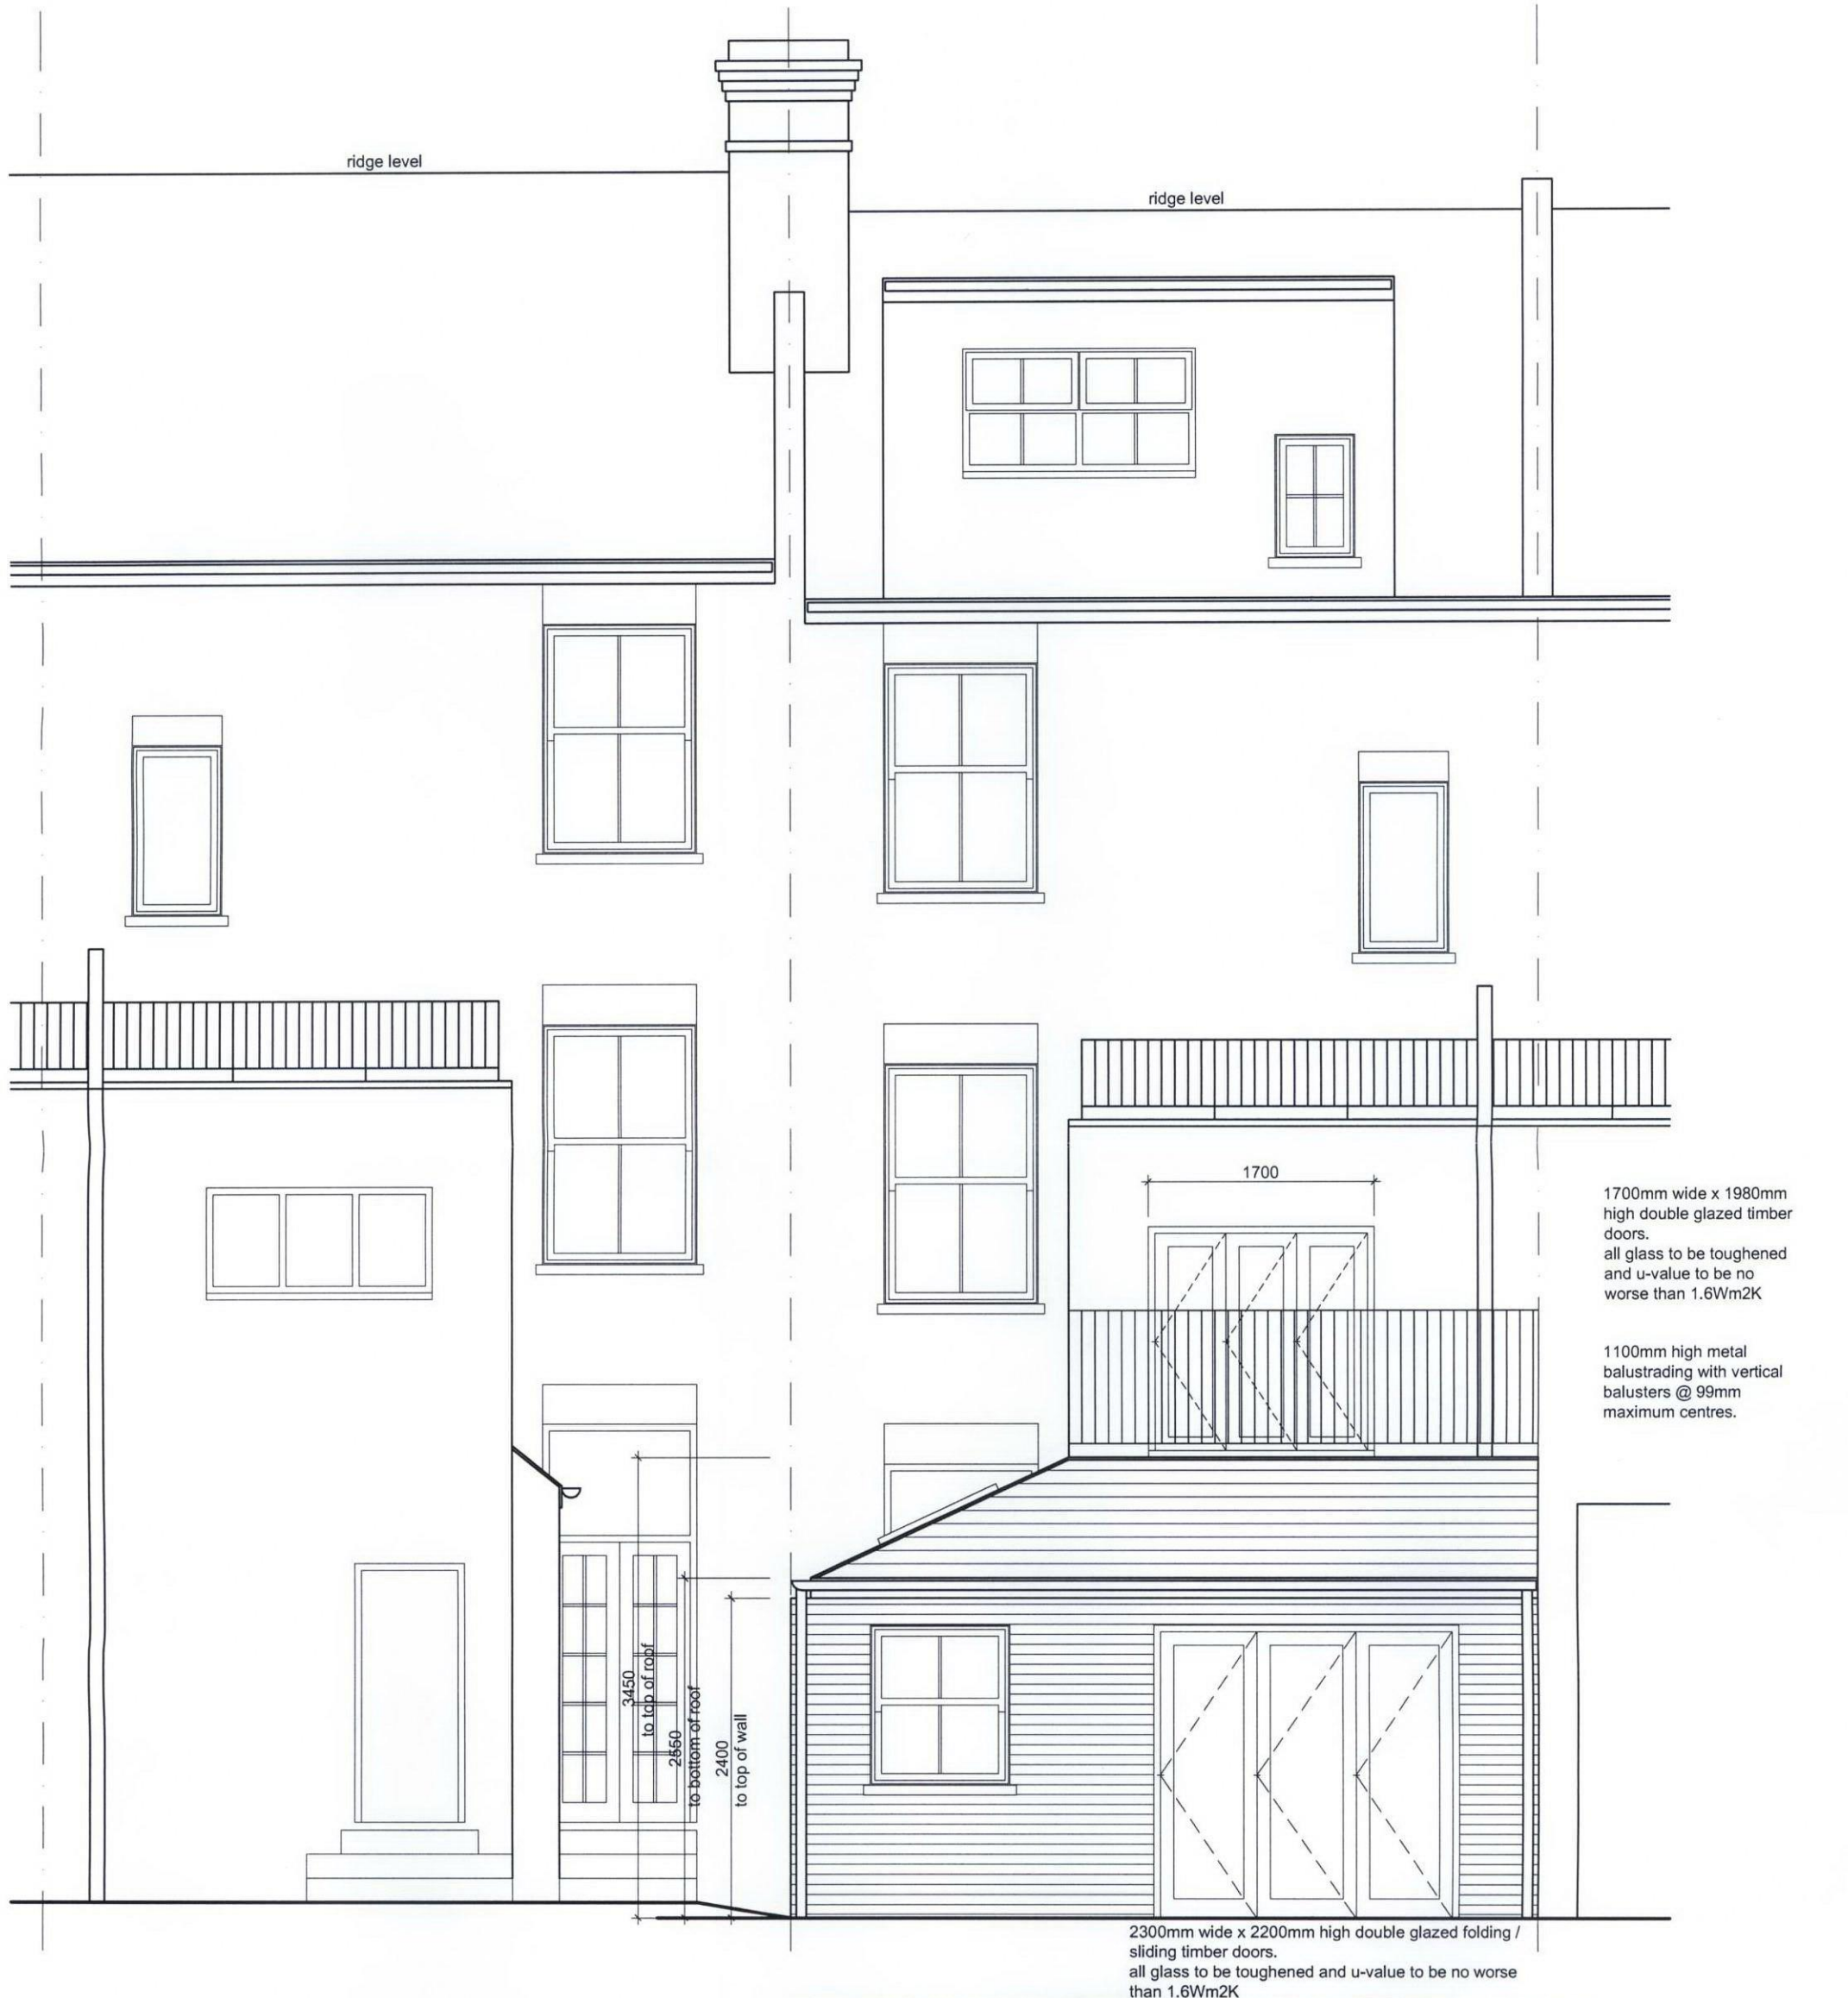 ridge level
ridge level
1700
1700mm wide x 1980mm
high double glazed timber
doors.
all glass to be toughened
and u-value to be no
worse than 1.6Wm2K
1100mm high metal
balustrading with vertical
balusters @ 99mm
maximum centres.
3450
to top of roof
2550
to bottom of roof
2400
to top of wall
2300mm wide x 2200mm high double glazed folding /
sliding timber doors.
all glass to be toughened and u-value to be no worse
than 1.6Wm2K